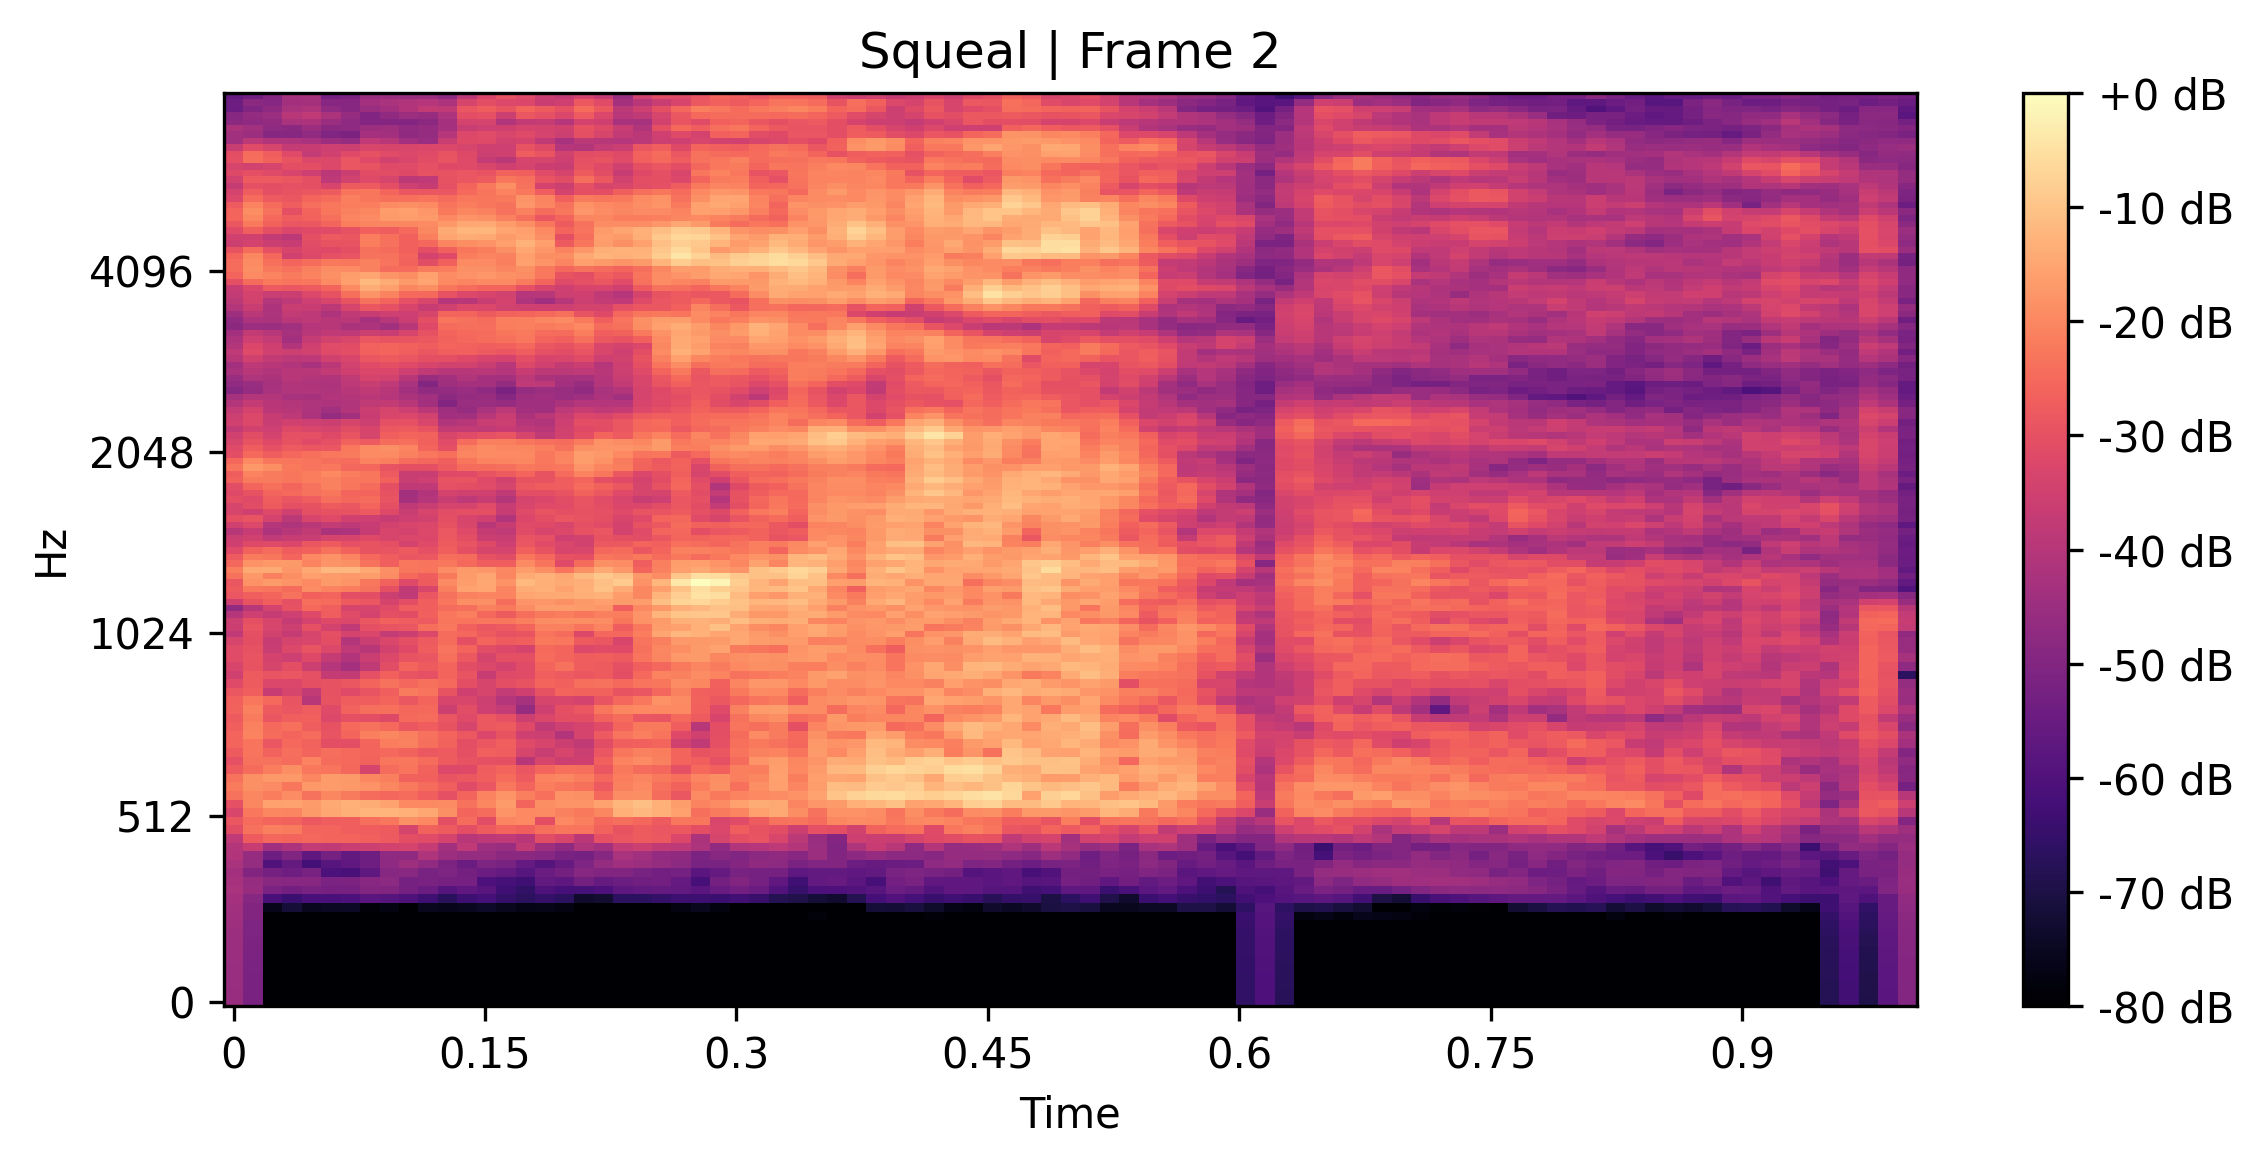 Squeal | Frame 2
Hz
4096
2048
1024
512
0
0 0.15 0.3 0.45 0.6 0.75 0.9
Time
+0 dB
-10 dB
-20 dB
-30 dB
-40 dB
-50 dB
-60 dB
-70 dB
-80 dB